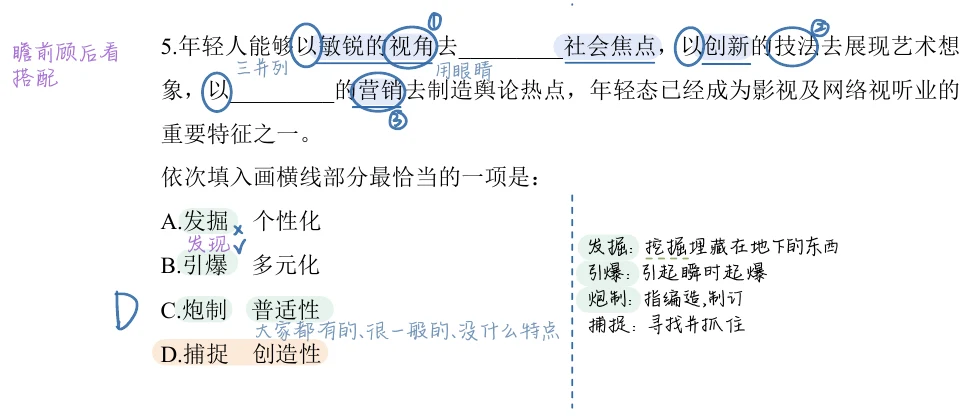 瞻前顾后看
搭配
① ②
5.年轻人能够以敏锐的视角去________社会焦点，以创新的技法去展现艺术想
三并列 用眼睛
象，以________的营销去制造舆论热点，年轻态已经成为影视及网络视听业的
③
重要特征之一。
依次填入画横线部分最恰当的一项是：
A.发掘 × 个性化
发现 ✓
B.引爆 多元化
D C.炮制 普适性
大家都有的、很一般的、没什么特点
D.捕捉 创造性
发掘：挖掘埋藏在地下的东西
引爆：引起瞬时起爆
炮制：指编造,制订
捕捉：寻找并抓住